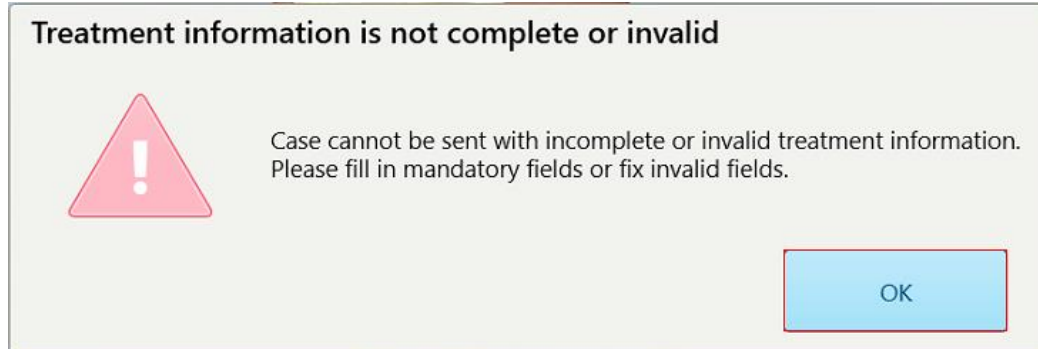 Treatment information is not complete or invalid
Case cannot be sent with incomplete or invalid treatment information.
Please fill in mandatory fields or fix invalid fields.
OK